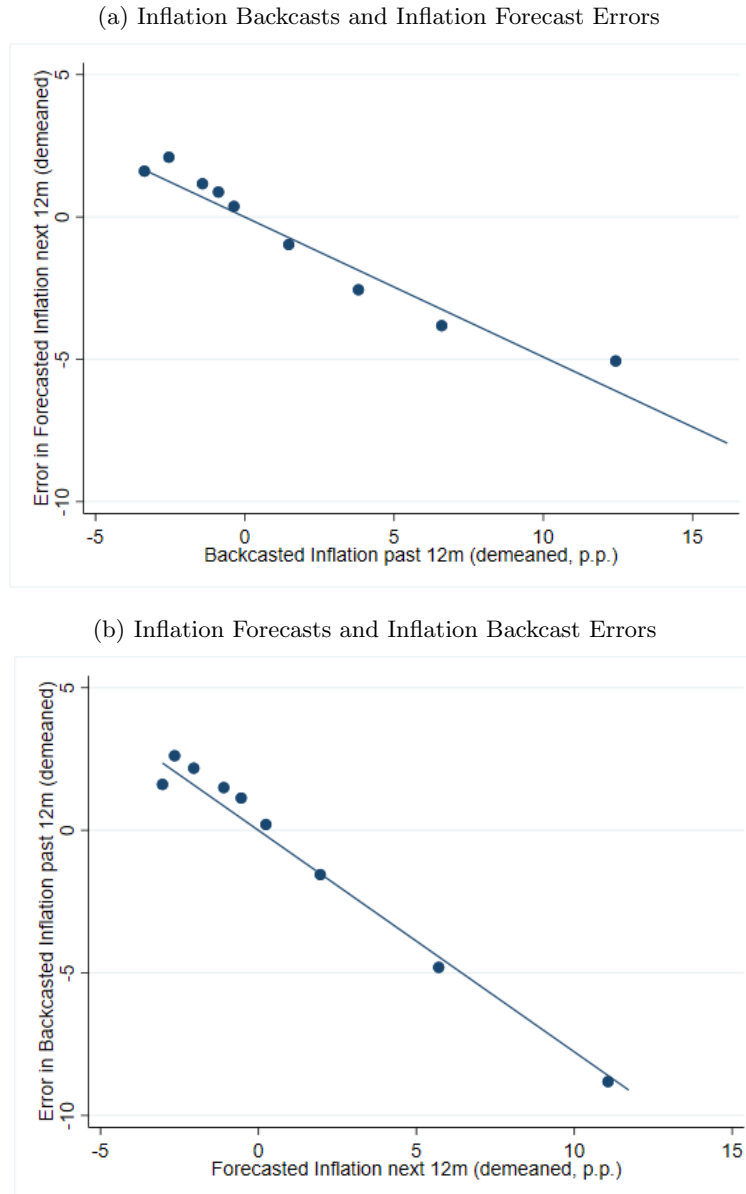 (a) Inflation Backcasts and Inflation Forecast Errors
Error in Forecasted Inflation next 12m (demeaned)
5
0
-5
-10
-5 0 5 10 15
Backcasted Inflation past 12m (demeaned, p.p.)
(b) Inflation Forecasts and Inflation Backcast Errors
Error in Backcasted Inflation past 12m (demeaned)
5
0
-5
-10
-5 0 5 10 15
Forecasted Inflation next 12m (demeaned, p.p.)